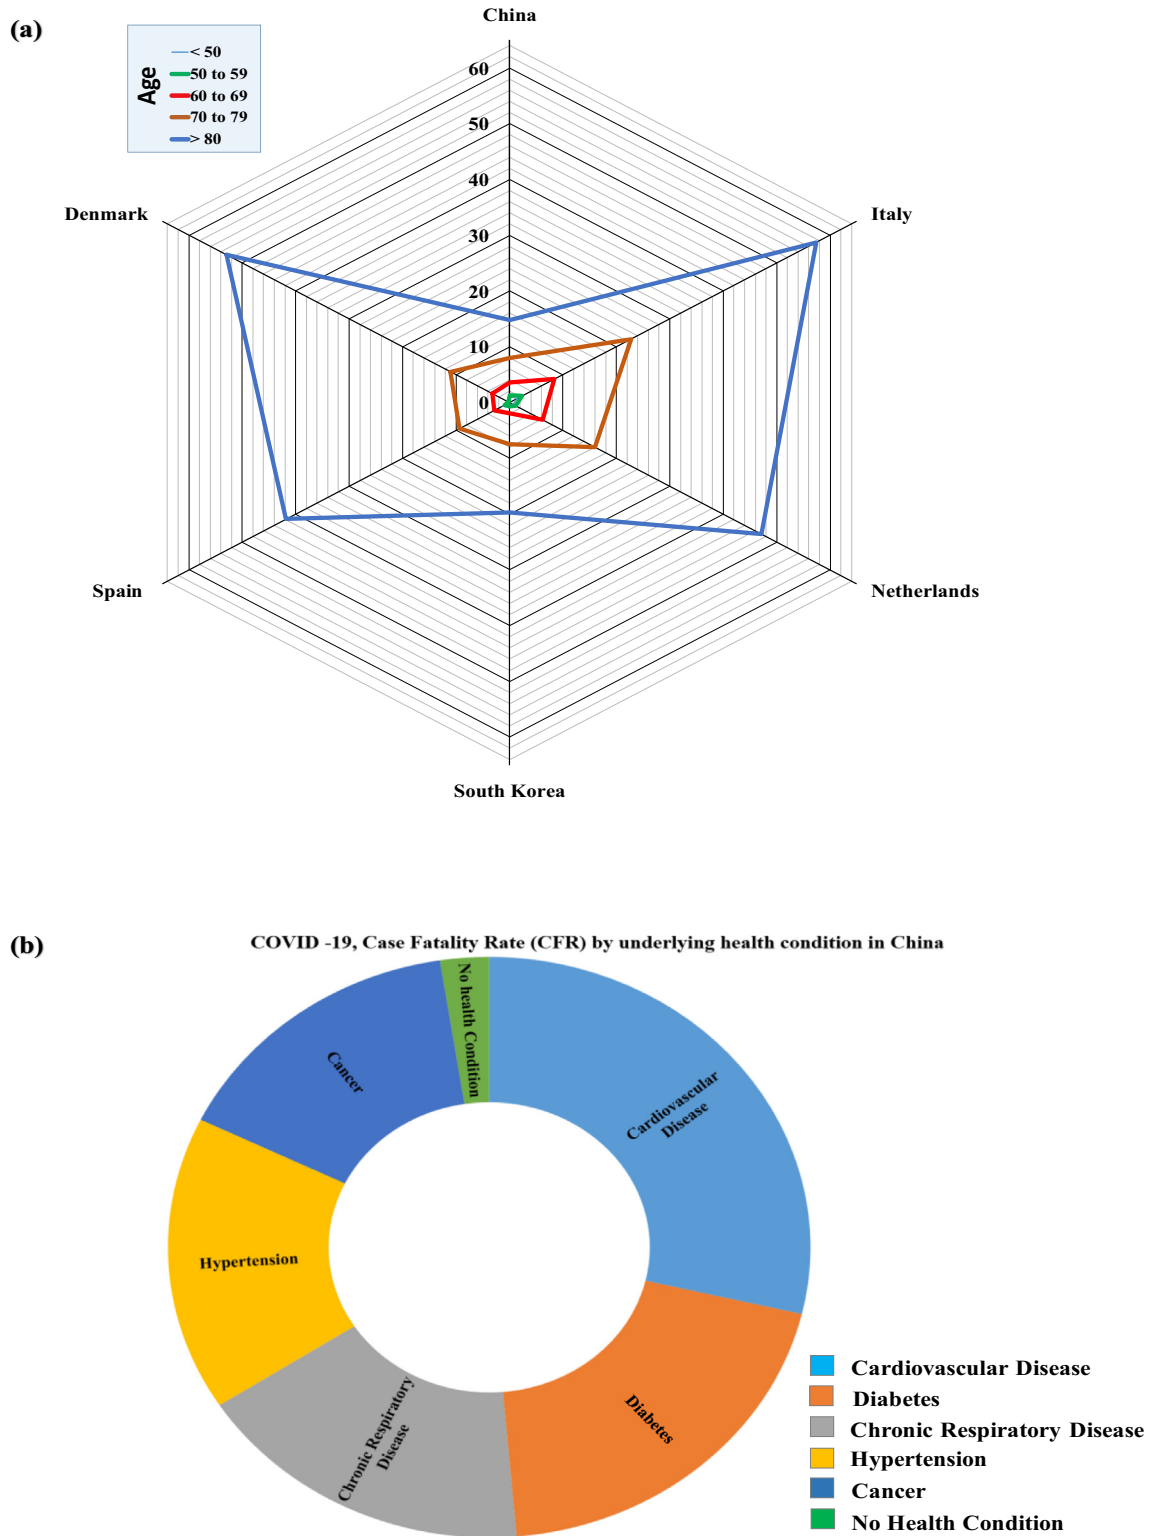 (a)
China
Age
< 50
50 to 59
60 to 69
70 to 79
> 80
60
50
40
30
20
10
0
Denmark
Italy
Spain
Netherlands
South Korea
(b)
COVID -19, Case Fatality Rate (CFR) by underlying health condition in China
No health Condition
Cardiovascular
Disease
Cancer
Hypertension
Chronic Respiratory
Disease
Diabetes
Cardiovascular Disease
Diabetes
Chronic Respiratory Disease
Hypertension
Cancer
No Health Condition